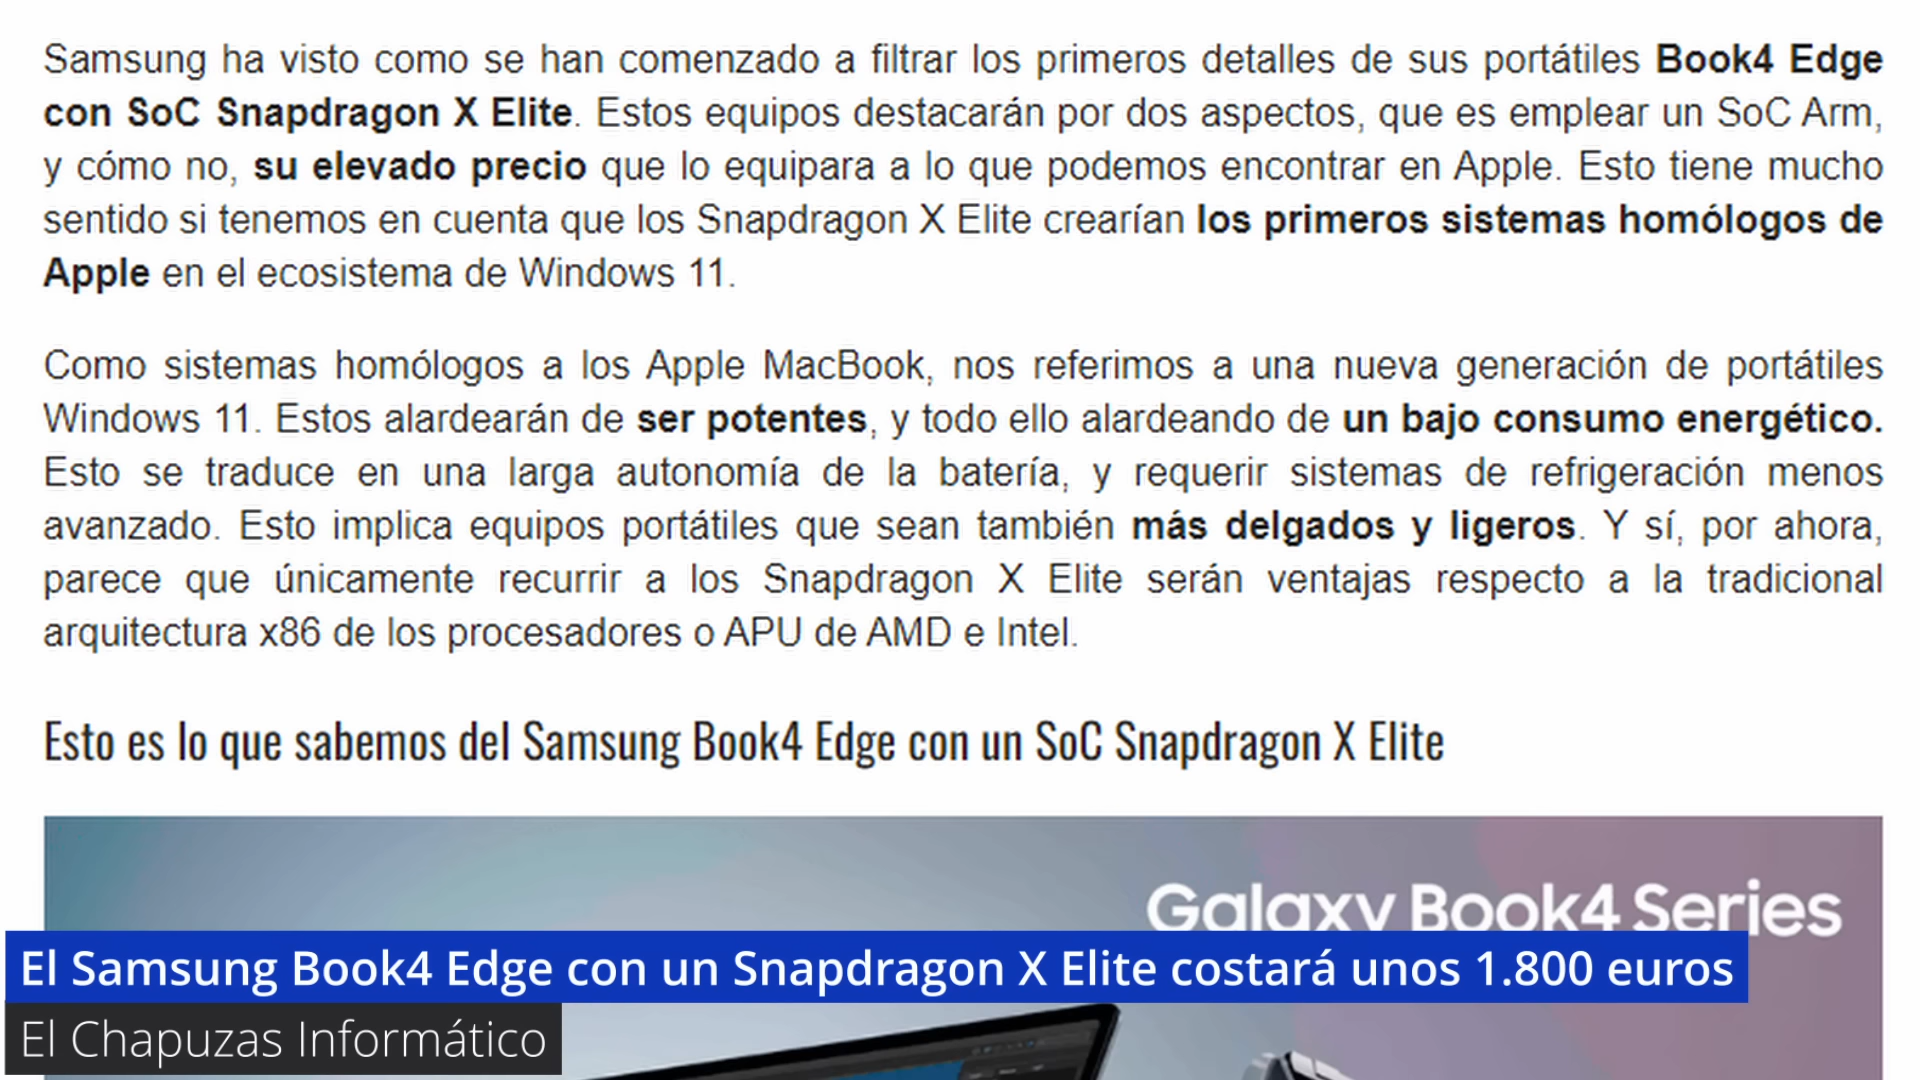 Samsung ha visto como se han comenzado a filtrar los primeros detalles de sus portátiles Book4 Edge
con SoC Snapdragon X Elite. Estos equipos destacarán por dos aspectos, que es emplear un SoC Arm,
y cómo no, su elevado precio que lo equipara a lo que podemos encontrar en Apple. Esto tiene mucho
sentido si tenemos en cuenta que los Snapdragon X Elite crearían los primeros sistemas homólogos de
Apple en el ecosistema de Windows 11.
Como sistemas homólogos a los Apple MacBook, nos referimos a una nueva generación de portátiles
Windows 11. Estos alardearán de ser potentes, y todo ello alardeando de un bajo consumo energético.
Esto se traduce en una larga autonomía de la batería, y requerir sistemas de refrigeración menos
avanzado. Esto implica equipos portátiles que sean también más delgados y ligeros. Y sí, por ahora,
parece que únicamente recurrir a los Snapdragon X Elite serán ventajas respecto a la tradicional
arquitectura x86 de los procesadores o APU de AMD e Intel.
Esto es lo que sabemos del Samsung Book4 Edge con un SoC Snapdragon X Elite
Galaxy Book4 Series
El Samsung Book4 Edge con un Snapdragon X Elite costará unos 1.800 euros
El Chapuzas Informático